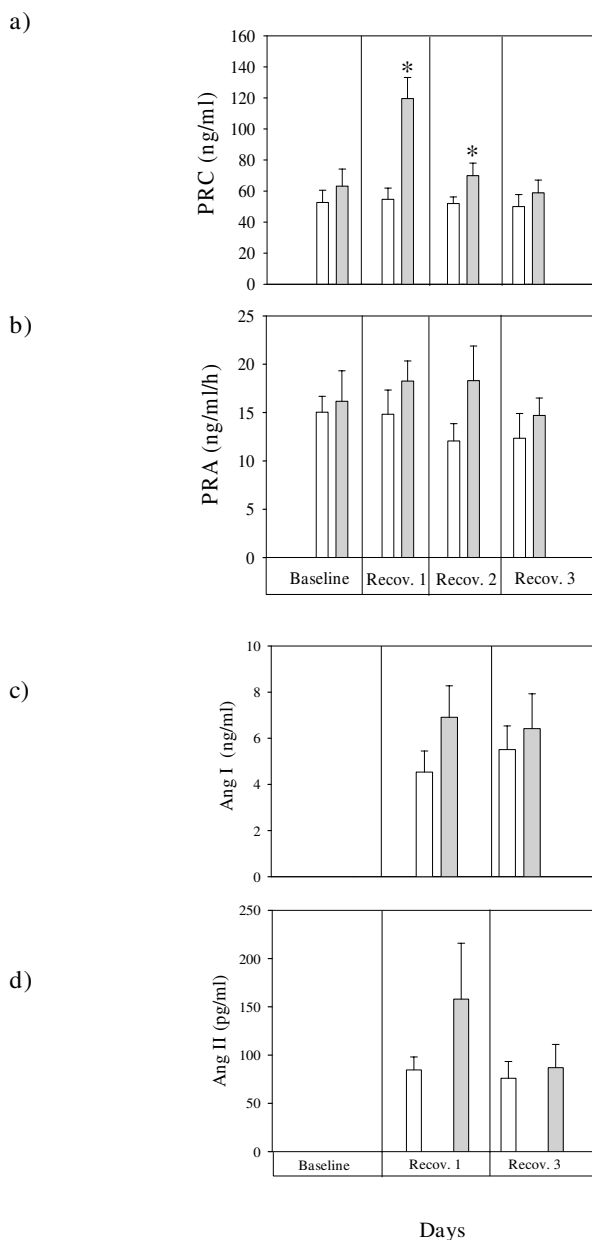 a)
PRC (ng/ml)
160
140
120
100
80
60
40
20
0
*
*
b)
PRA (ng/ml/h)
25
20
15
10
5
0
Baseline Recov. 1 Recov. 2 Recov. 3
c)
Ang I (ng/ml)
10
8
6
4
2
0
d)
Ang II (pg/ml)
250
200
150
100
50
0
Baseline Recov. 1 Recov. 3
Days